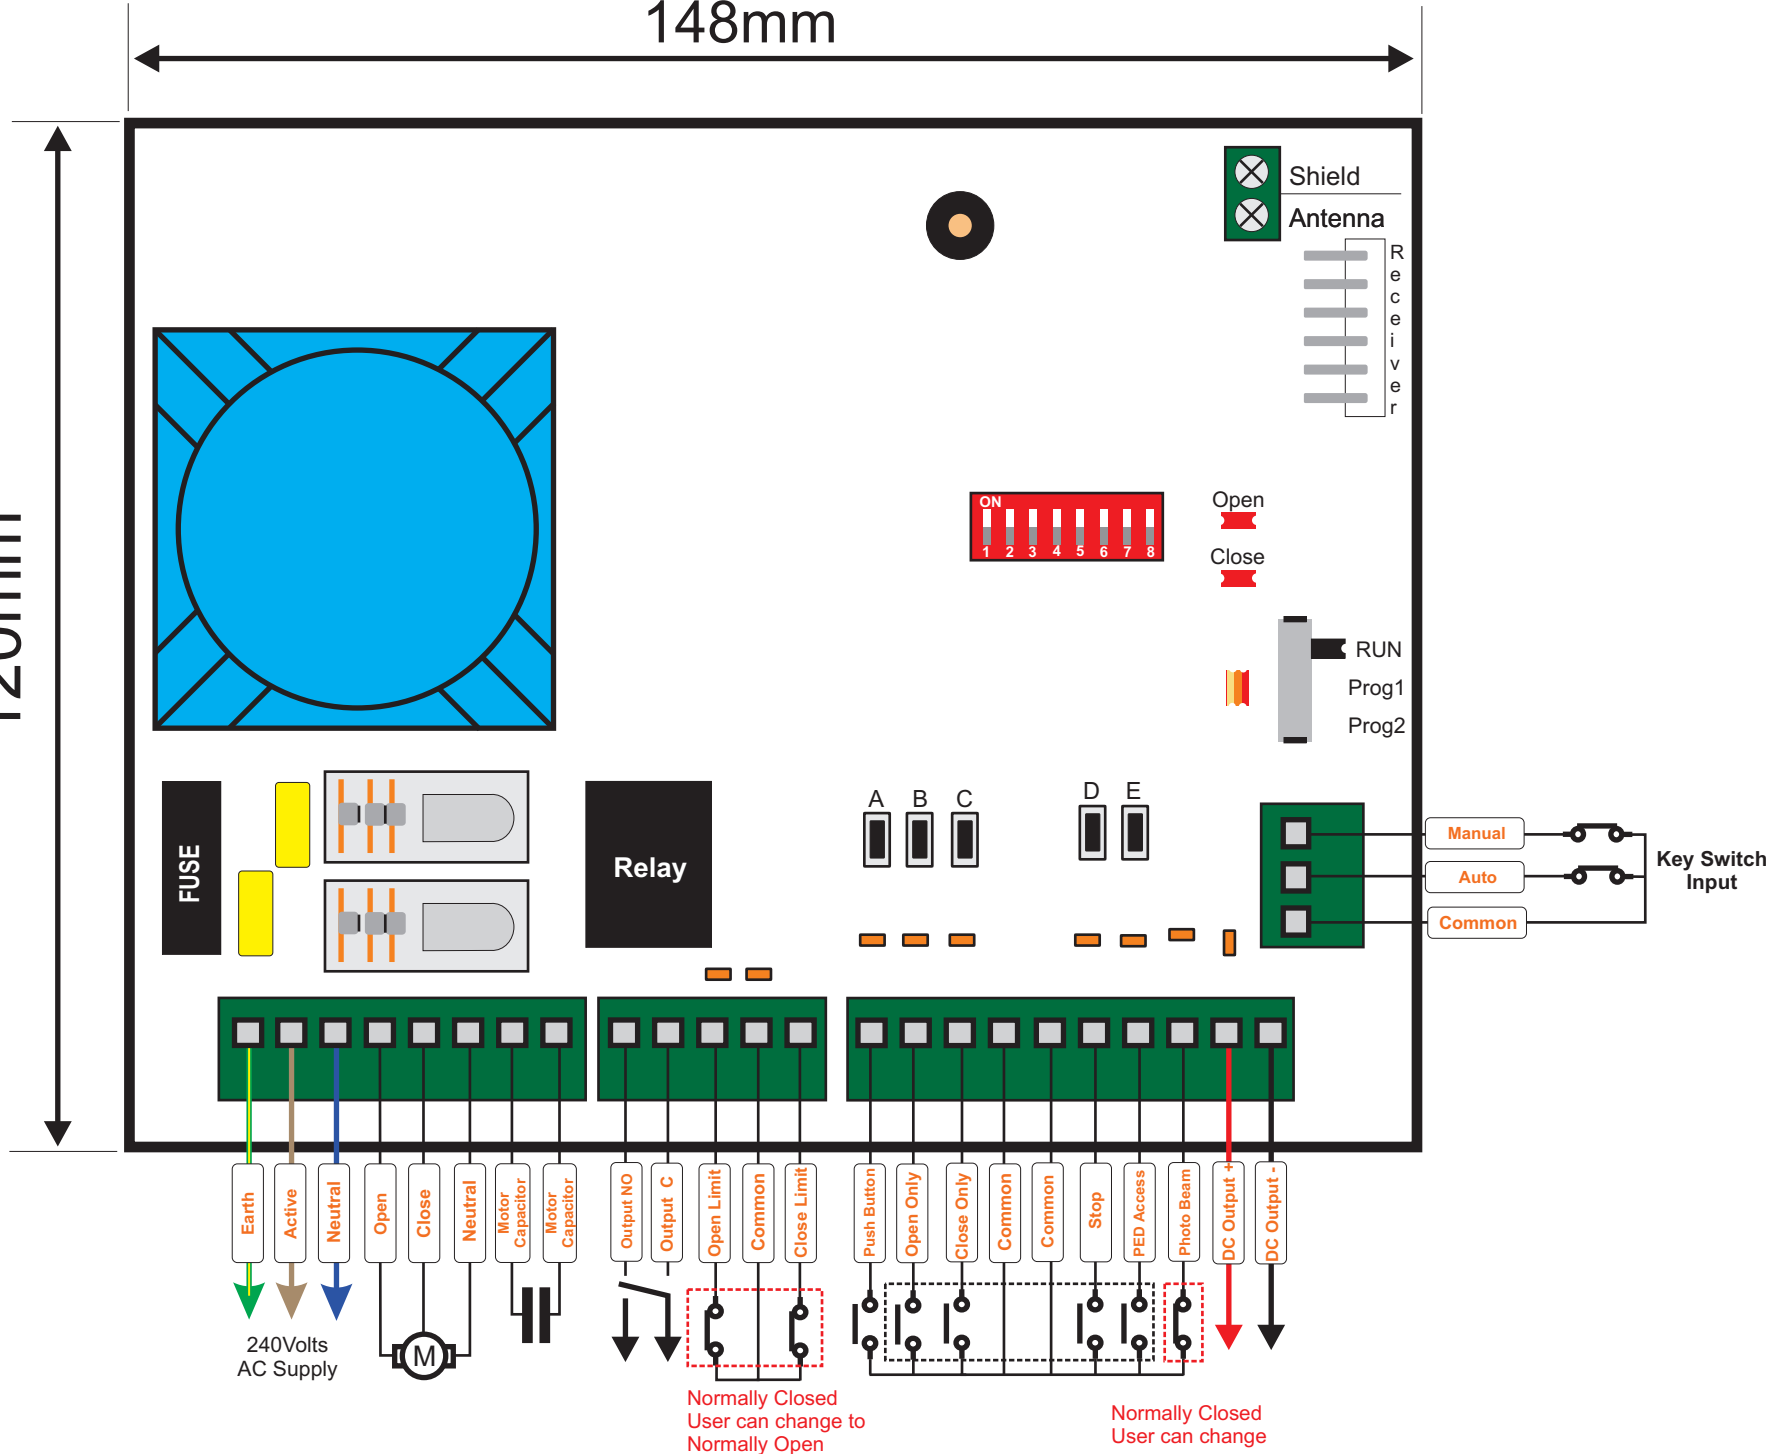 148mm
Shield
Antenna
Receiver
ON
1 2 3 4 5 6 7 8
Open
Close
RUN
Prog1
Prog2
A B C
D E
FUSE
Relay
Manual
Auto
Common
Key Switch
Input
Earth
Active
Neutral
Open
Close
Neutral
Motor
Capacitor
Motor
Capacitor
Output NO
Output C
Open Limit
Common
Close Limit
Push Button
Open Only
Close Only
Common
Common
Stop
PED Access
Photo Beam
DC Output +
DC Output -
240Volts
AC Supply
M
Normally Closed
User can change to
Normally Open
Normally Closed
User can change